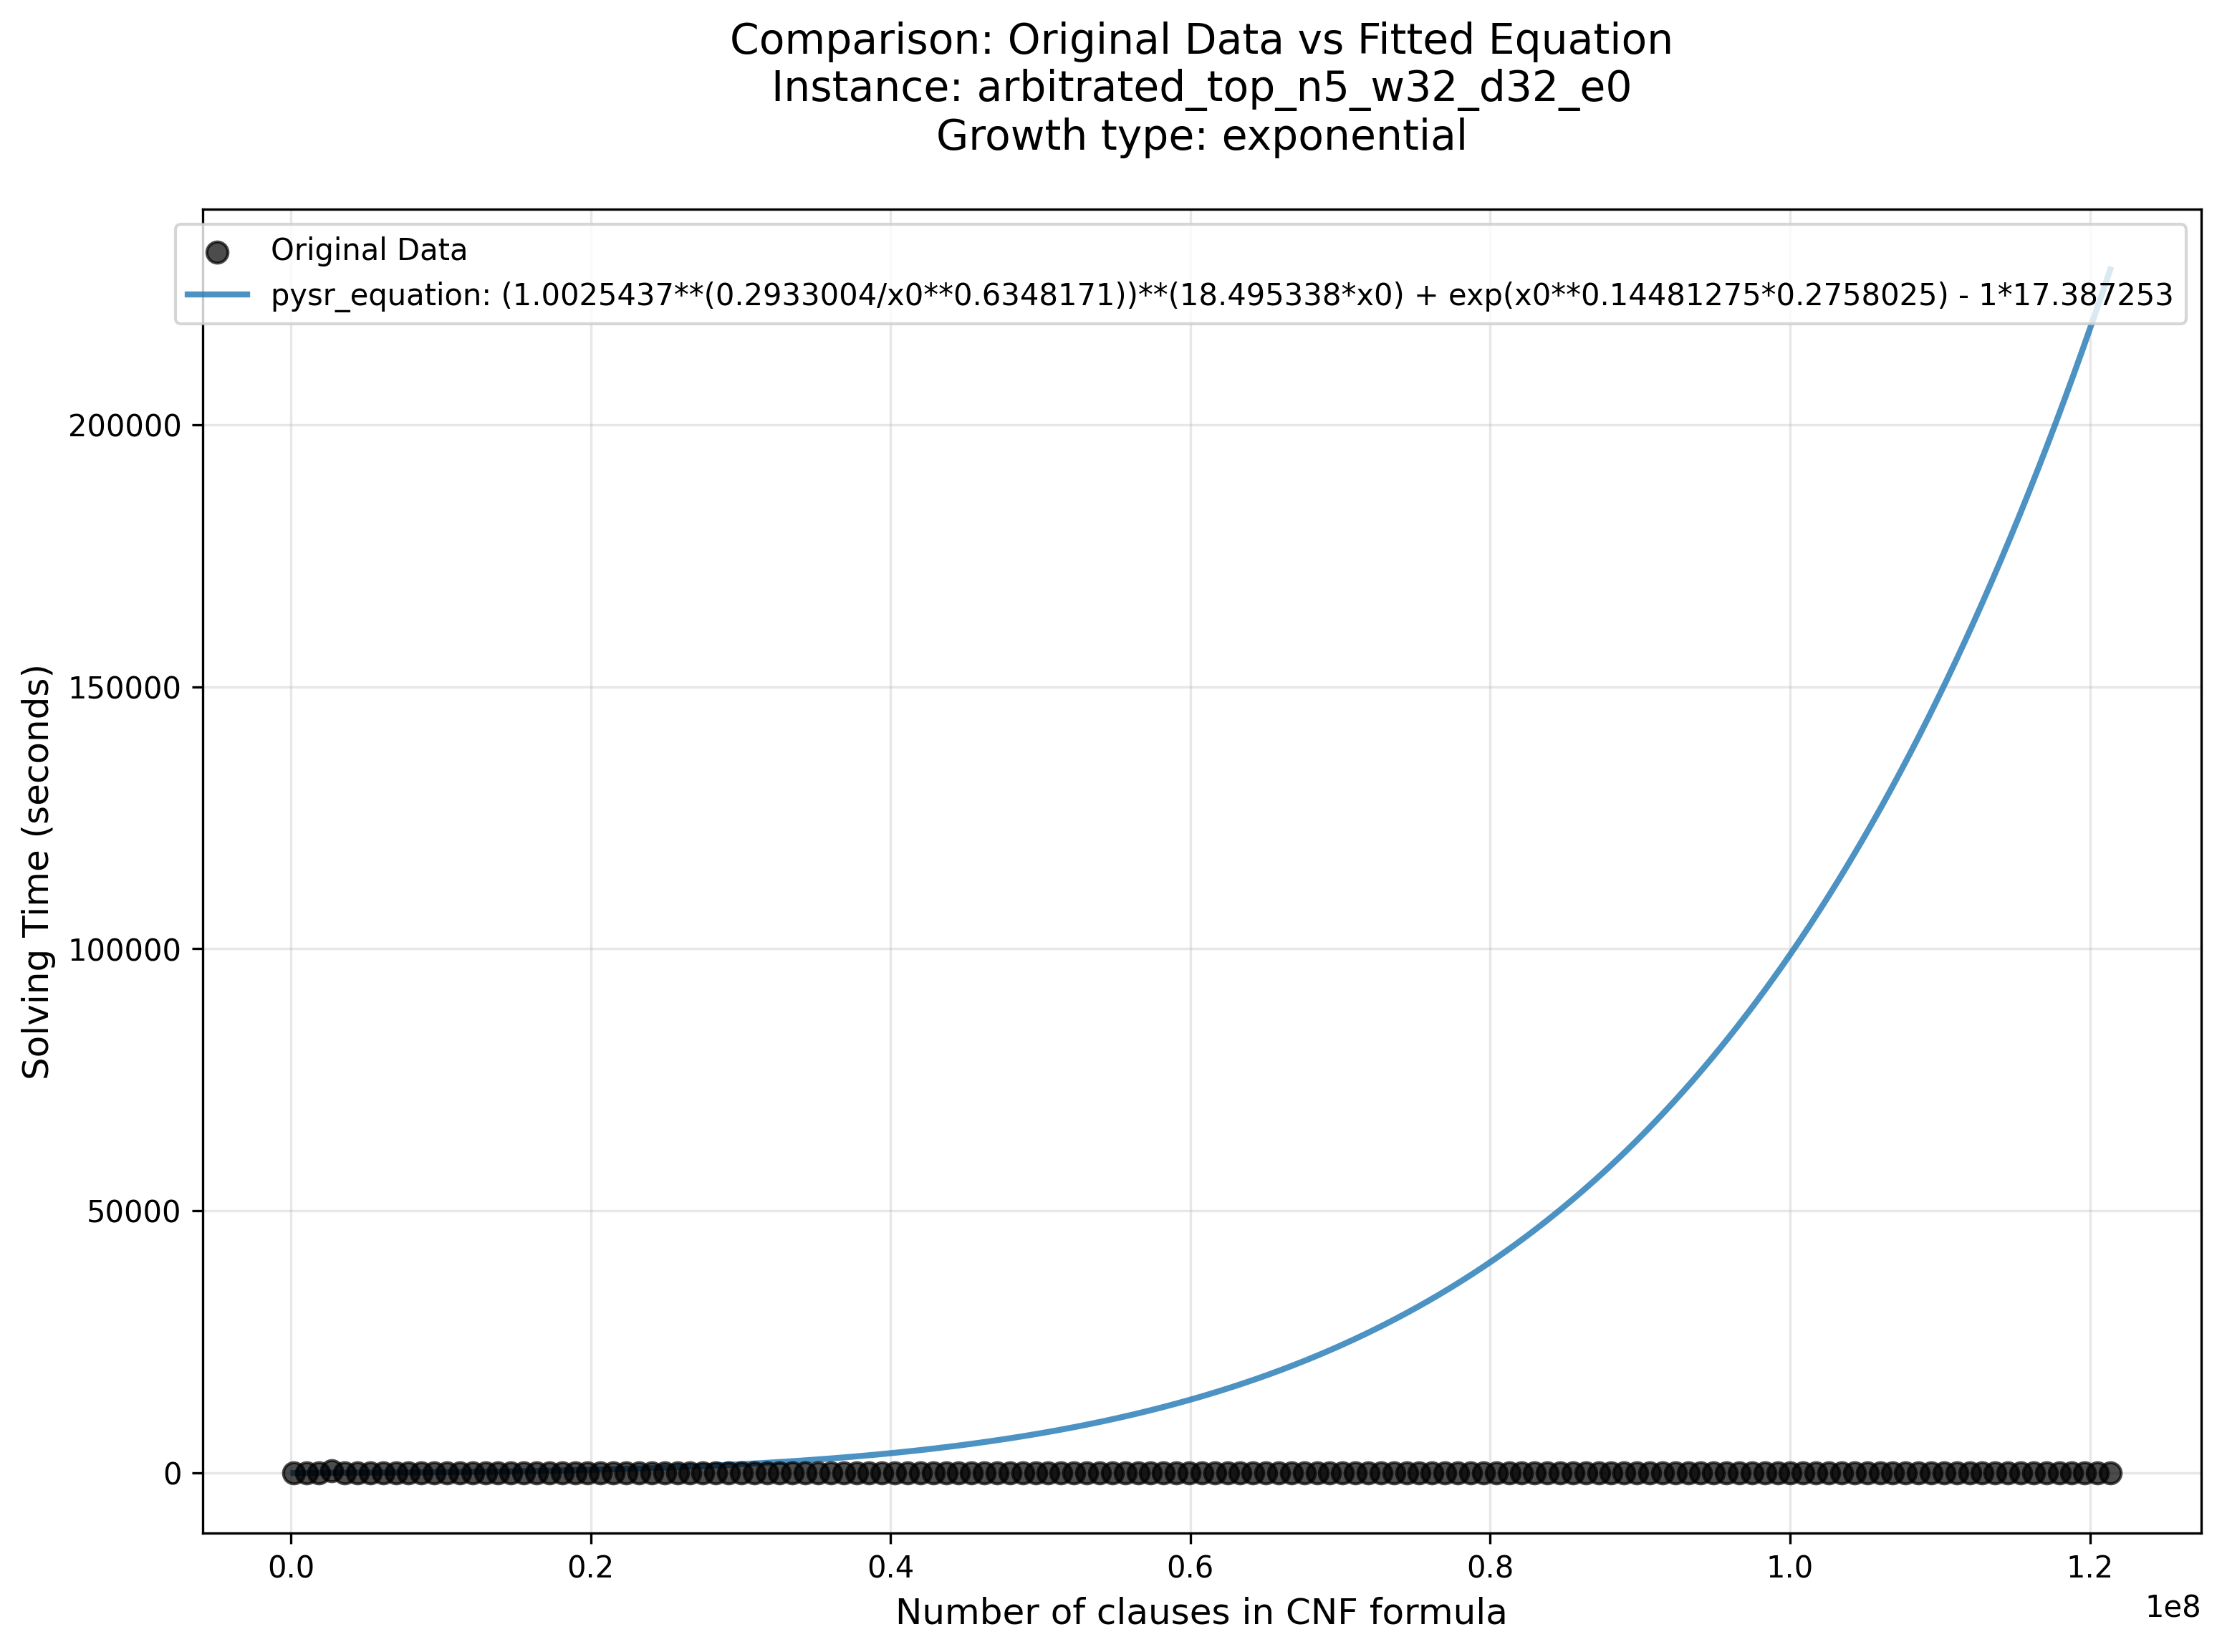 Comparison: Original Data vs Fitted Equation
Instance: arbitrated_top_n5_w32_d32_e0
Growth type: exponential
Original Data
pysr_equation: (1.0025437**(0.2933004/x0**0.6348171))**(18.495338*x0) + exp(x0**0.14481275*0.2758025) - 1*17.387253
Solving Time (seconds)
200000
150000
100000
50000
0
0.0 0.2 0.4 0.6 0.8 1.0 1.2
1e8
Number of clauses in CNF formula